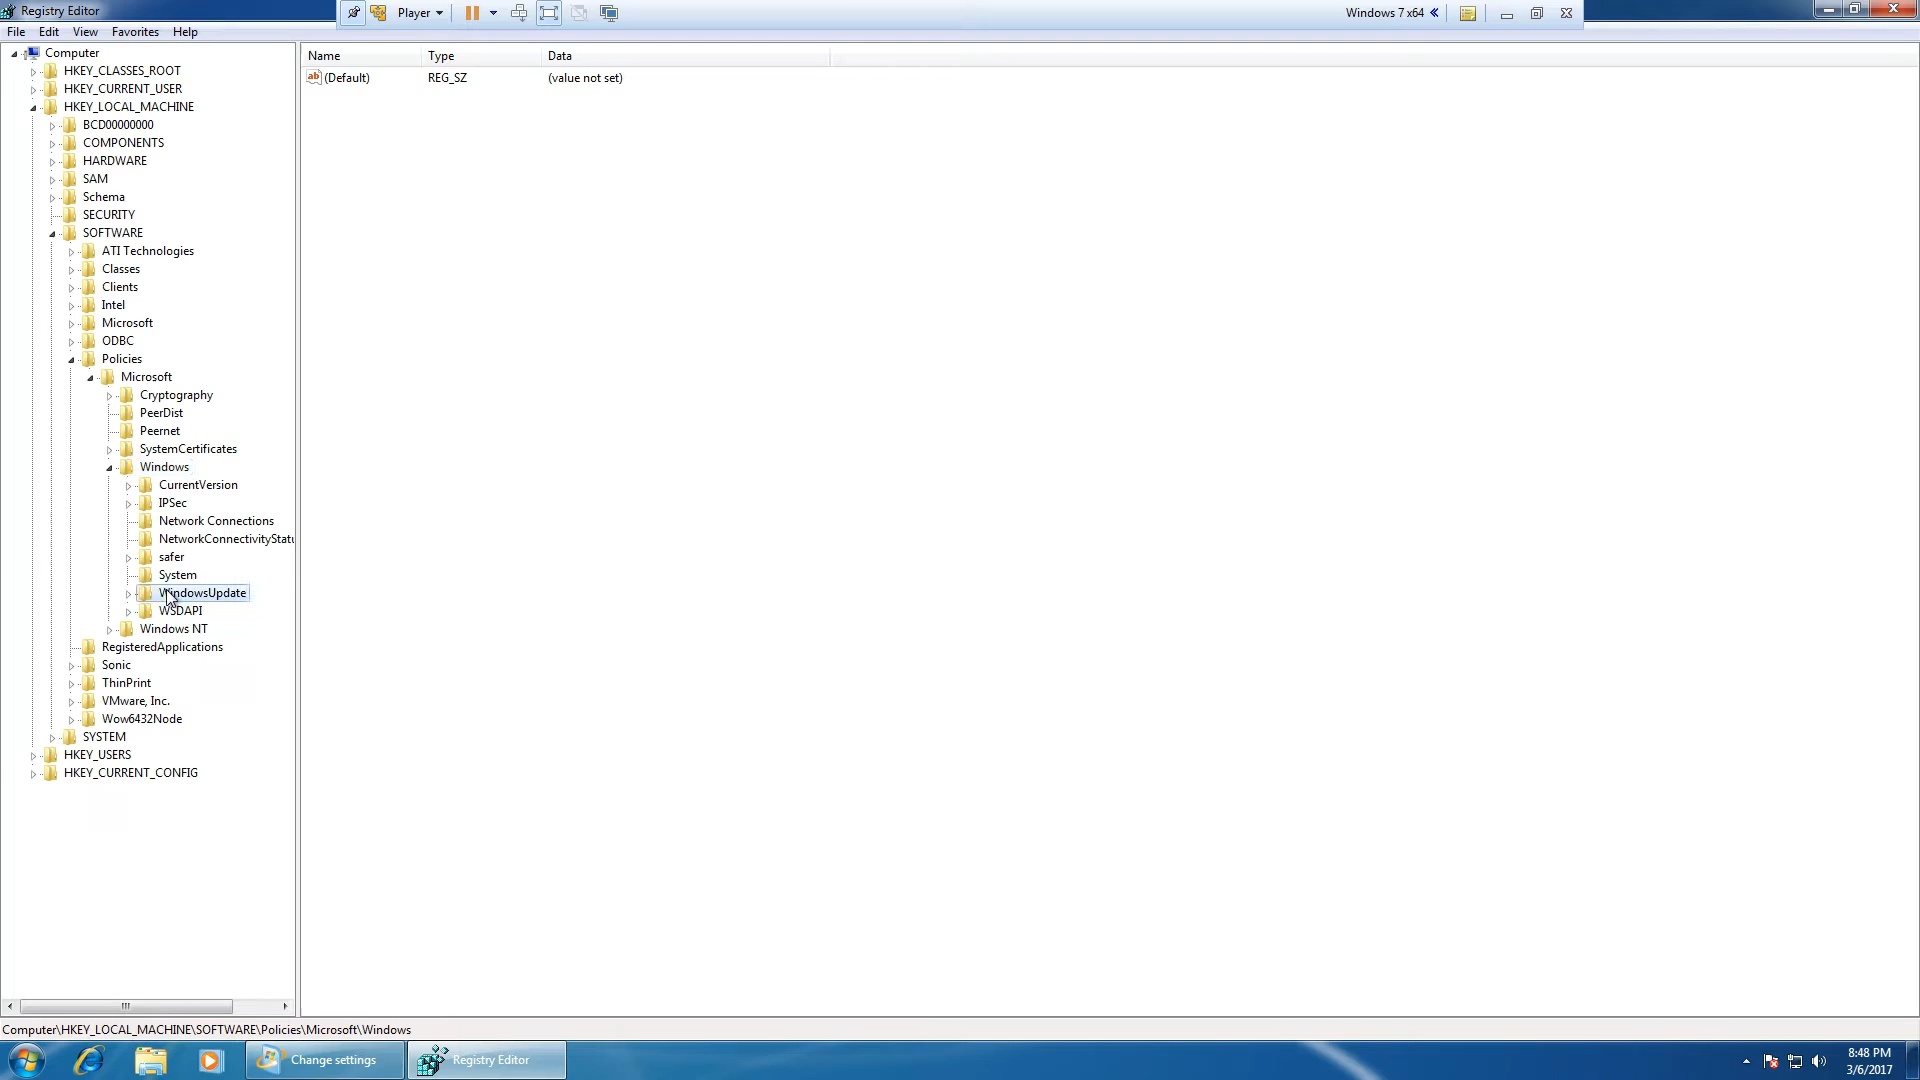 Registry Editor
Player
Windows 7 x64
File Edit View Favorites Help
Computer
HKEY_CLASSES_ROOT
HKEY_CURRENT_USER
HKEY_LOCAL_MACHINE
BCD00000000
COMPONENTS
HARDWARE
SAM
Schema
SECURITY
SOFTWARE
ATI Technologies
Classes
Clients
Intel
Microsoft
ODBC
Policies
Microsoft
Cryptography
PeerDist
Peernet
SystemCertificates
Windows
CurrentVersion
IPSec
Network Connections
NetworkConnectivityStatu
safer
System
WindowsUpdate
WSDAPI
Windows NT
RegisteredApplications
Sonic
ThinPrint
VMware, Inc.
Wow6432Node
SYSTEM
HKEY_USERS
HKEY_CURRENT_CONFIG
Name Type Data
ab (Default) REG_SZ (value not set)
Computer\HKEY_LOCAL_MACHINE\SOFTWARE\Policies\Microsoft\Windows
Change settings
Registry Editor
8:48 PM
3/6/2017